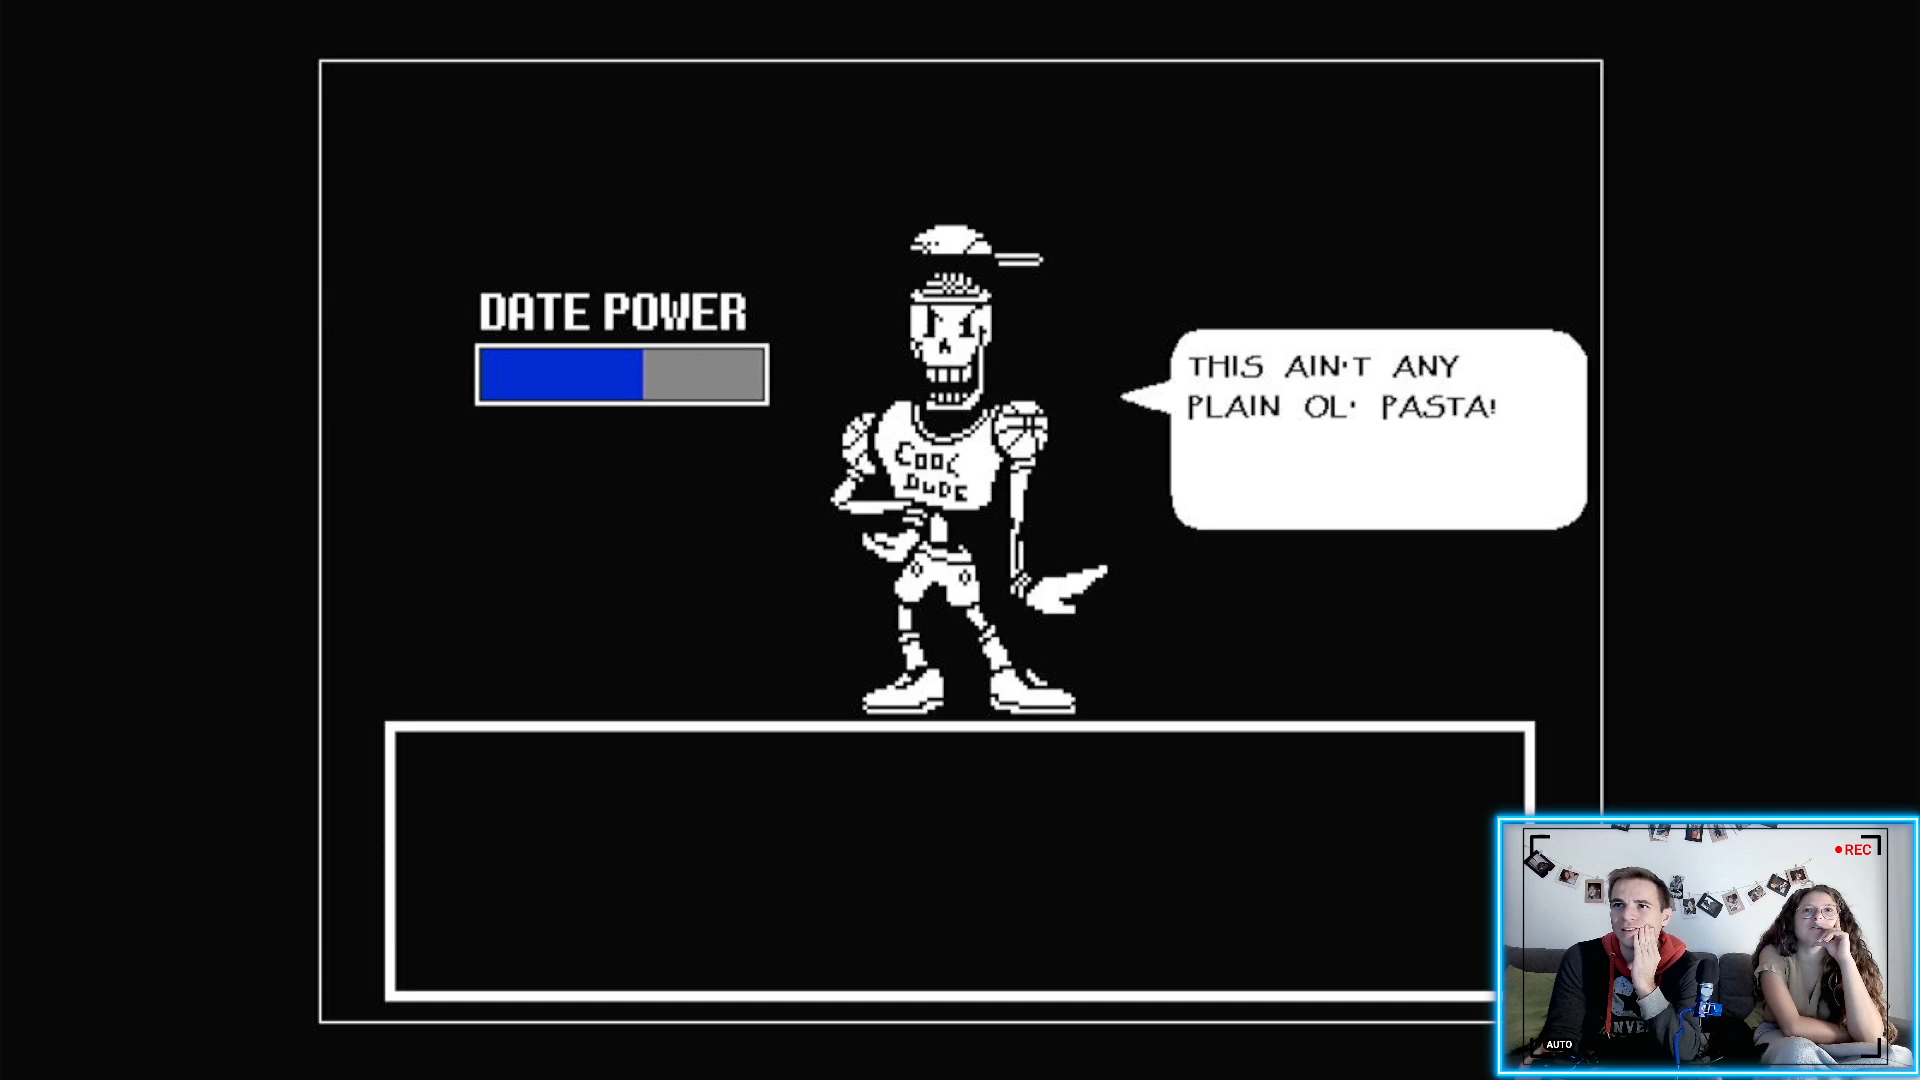 DATE POWER
THIS AIN'T ANY
PLAIN OL' PASTA!
COOL
DUDE
REC
AUTO